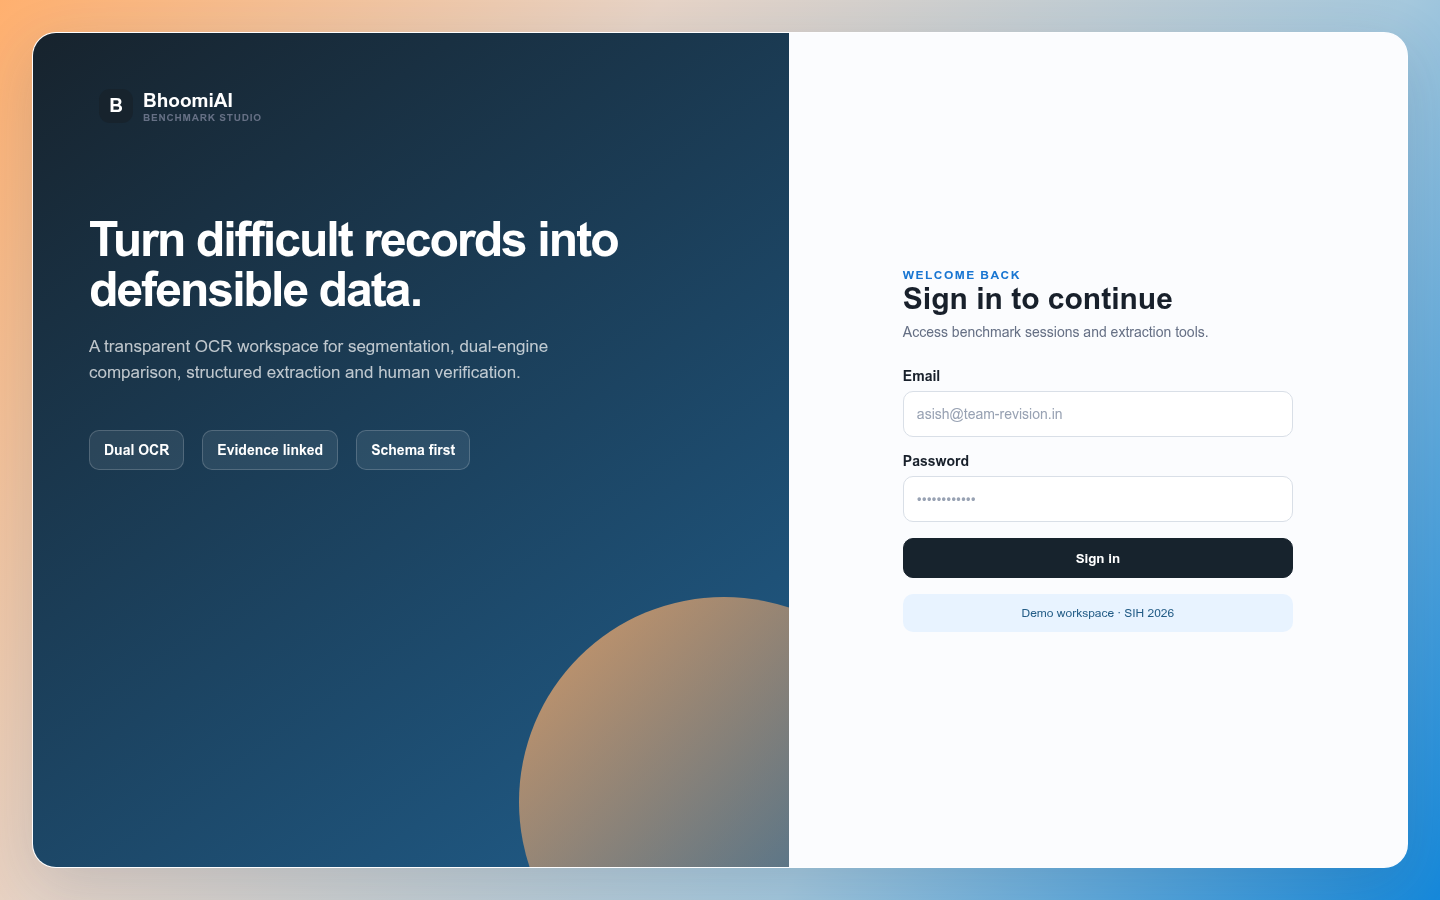 B
BhoomiAI
BENCHMARK STUDIO
Turn difficult records into
defensible data.
A transparent OCR workspace for segmentation, dual-engine
comparison, structured extraction and human verification.
Dual OCR
Evidence linked
Schema first
WELCOME BACK
Sign in to continue
Access benchmark sessions and extraction tools.
Email
asish@team-revision.in
Password
••••••••••••
Sign in
Demo workspace · SIH 2026